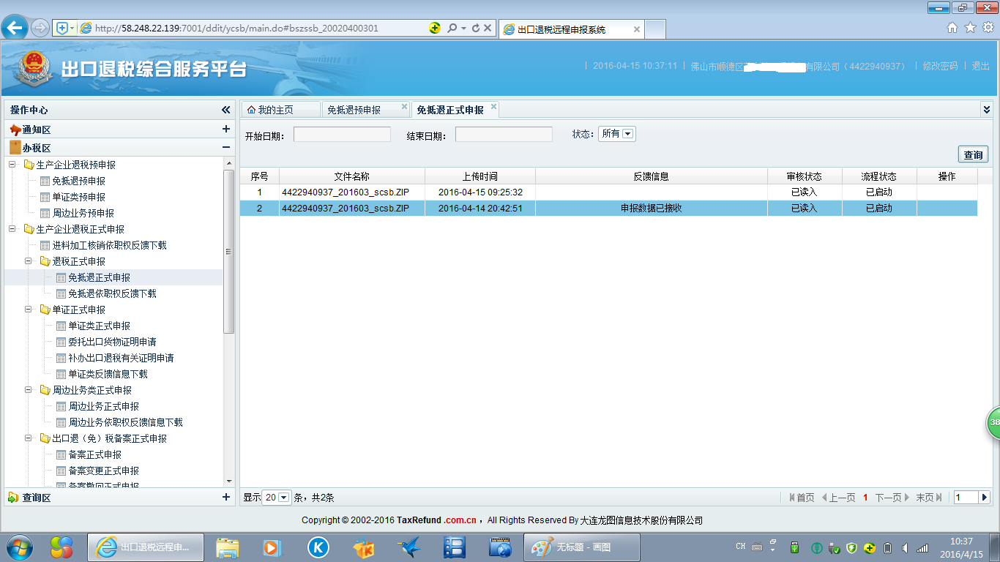 http://58.248.22.139:7001/ddit/ycsb/main.do#bszssb_20020400301
出口退税远程申报系统
出口退税综合服务平台
2016-04-15 10:37:11
佛山市顺德区
有限公司（4422940937）
修改密码
退出
操作中心
我的主页
免抵退预申报
免抵退正式申报
通知区
办税区
开始日期：
结束日期：
状态：
所有
查询
序号 文件名称 上传时间 反馈信息 审核状态 流程状态 操作
1 4422940937_201603_scsb.ZIP 2016-04-15 09:25:32 已读入 已启动
2 4422940937_201603_scsb.ZIP 2016-04-14 20:42:51 申报数据已接收 已读入 已启动
生产企业退税预申报
免抵退预申报
单证类预申报
周边业务预申报
生产企业退税正式申报
进料加工核销依职权反馈下载
退税正式申报
免抵退正式申报
免抵退依职权反馈下载
单证正式申报
单证类正式申报
委托出口货物证明申请
补办出口退税有关证明申请
单证类反馈信息下载
周边业务类正式申报
周边业务正式申报
周边业务依职权反馈信息下载
出口退（免）税备案正式申报
备案正式申报
备案变更正式申报
备案撤回正式申报
38
查询区
显示 20 条，共2条
首页 上一页 1 下一页 末页 1
Copyright © 2002-2016 TaxRefund .com.cn ，All Rights Reserved By 大连龙图信息技术股份有限公司
出口退税远程申...
K
无标题 - 画图
CH
10:37
2016/4/15